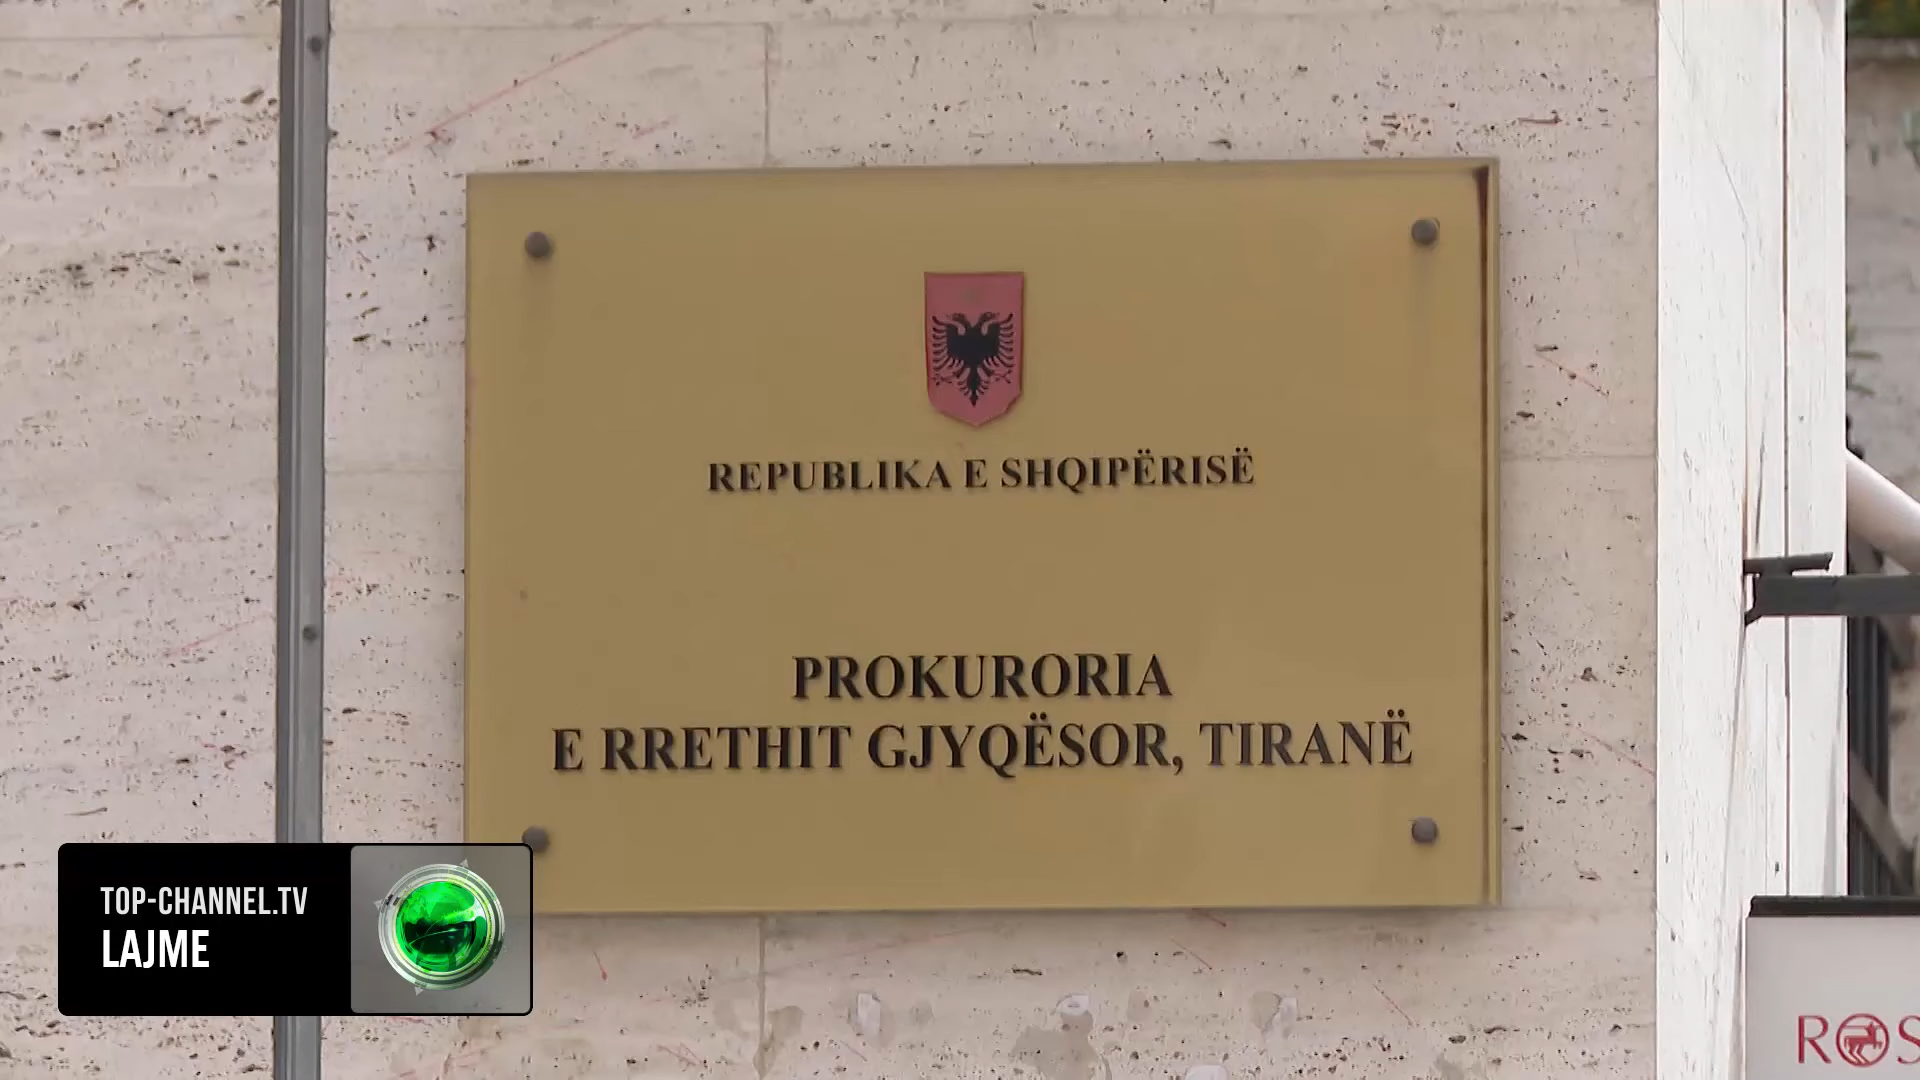 REPUBLIKA E SHQIPËRISË
PROKURORIA
E RRETHIT GJYQËSOR, TIRANË
TOP-CHANNEL.TV
LAJME